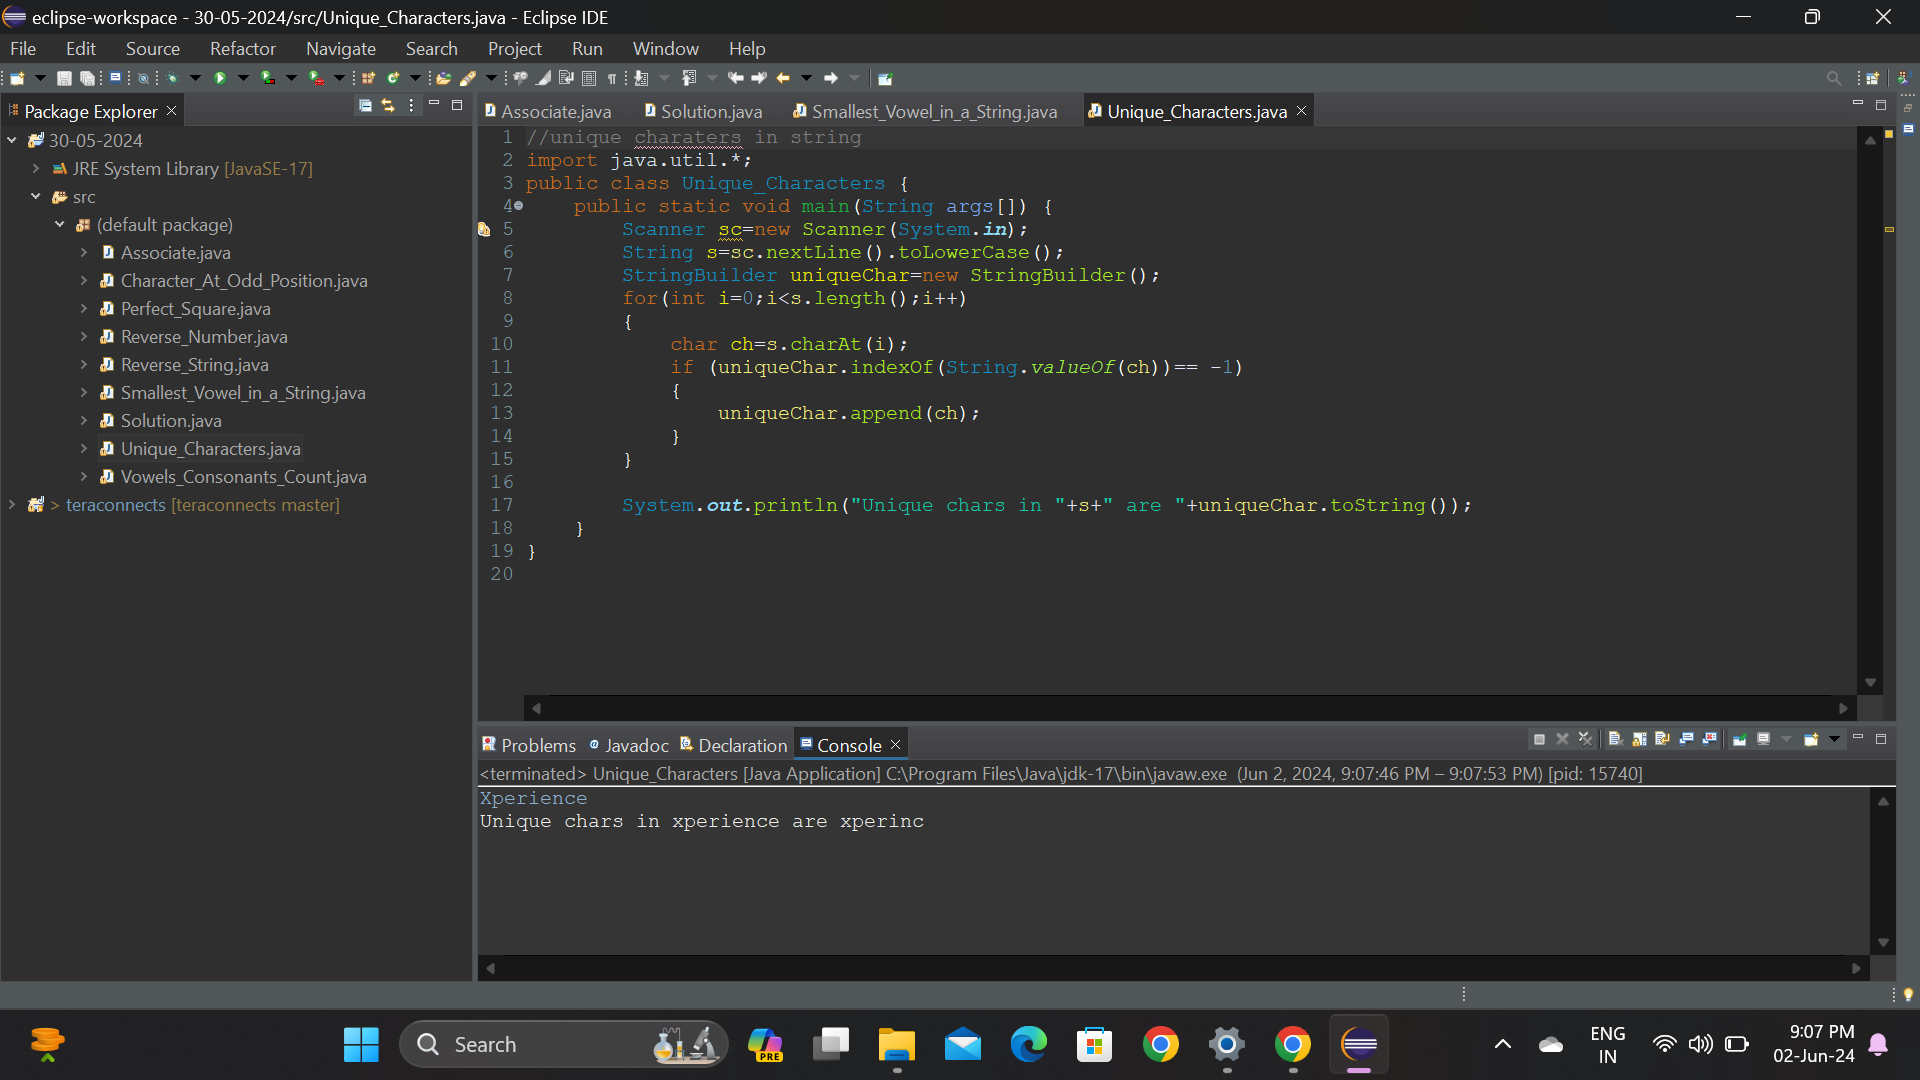 eclipse-workspace - 30-05-2024/src/Unique_Characters.java - Eclipse IDE
File Edit Source Refactor Navigate Search Project Run Window Help
Package Explorer
30-05-2024
JRE System Library [JavaSE-17]
src
(default package)
Associate.java
Character_At_Odd_Position.java
Perfect_Square.java
Reverse_Number.java
Reverse_String.java
Smallest_Vowel_in_a_String.java
Solution.java
Unique_Characters.java
Vowels_Consonants_Count.java
> teraconnects [teraconnects master]
Associate.java Solution.java Smallest_Vowel_in_a_String.java Unique_Characters.java
1 //unique charaters in string
2 import java.util.*;
3 public class Unique_Characters {
4 public static void main(String args[]) {
5 Scanner sc=new Scanner(System.in);
6 String s=sc.nextLine().toLowerCase();
7 StringBuilder uniqueChar=new StringBuilder();
8 for(int i=0;i<s.length();i++)
9 {
10 char ch=s.charAt(i);
11 if (uniqueChar.indexOf(String.valueOf(ch))== -1)
12 {
13 uniqueChar.append(ch);
14 }
15 }
16
17 System.out.println("Unique chars in "+s+" are "+uniqueChar.toString());
18 }
19 }
20
Problems Javadoc Declaration Console
<terminated> Unique_Characters [Java Application] C:\Program Files\Java\jdk-17\bin\javaw.exe (Jun 2, 2024, 9:07:46 PM – 9:07:53 PM) [pid: 15740]
Xperience
Unique chars in xperience are xperinc
Search
PRE
ENG
IN
9:07 PM
02-Jun-24